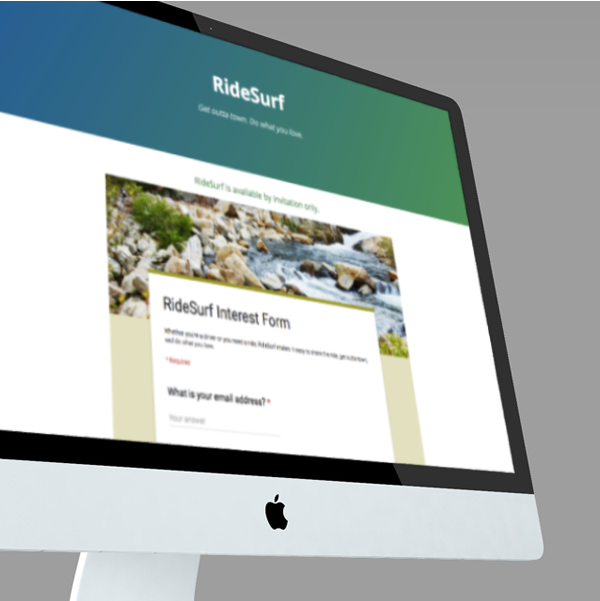 RideSurf
Get outta town. Do what you love.
RideSurf is available by invitation only.
RideSurf Interest Form
Whether you're a driver or you need a ride, RideSurf makes it easy to share the ride, get outta town,
and do what you love.
* Required
What is your email address? *
Your answer